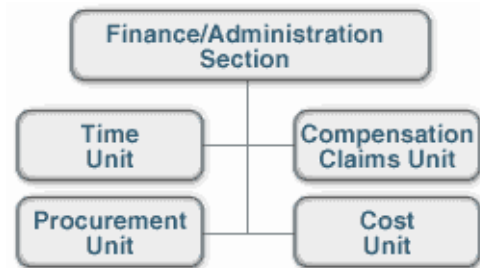 Finance/Administration
Section
Time
Unit
Compensation
Claims Unit
Procurement
Unit
Cost
Unit